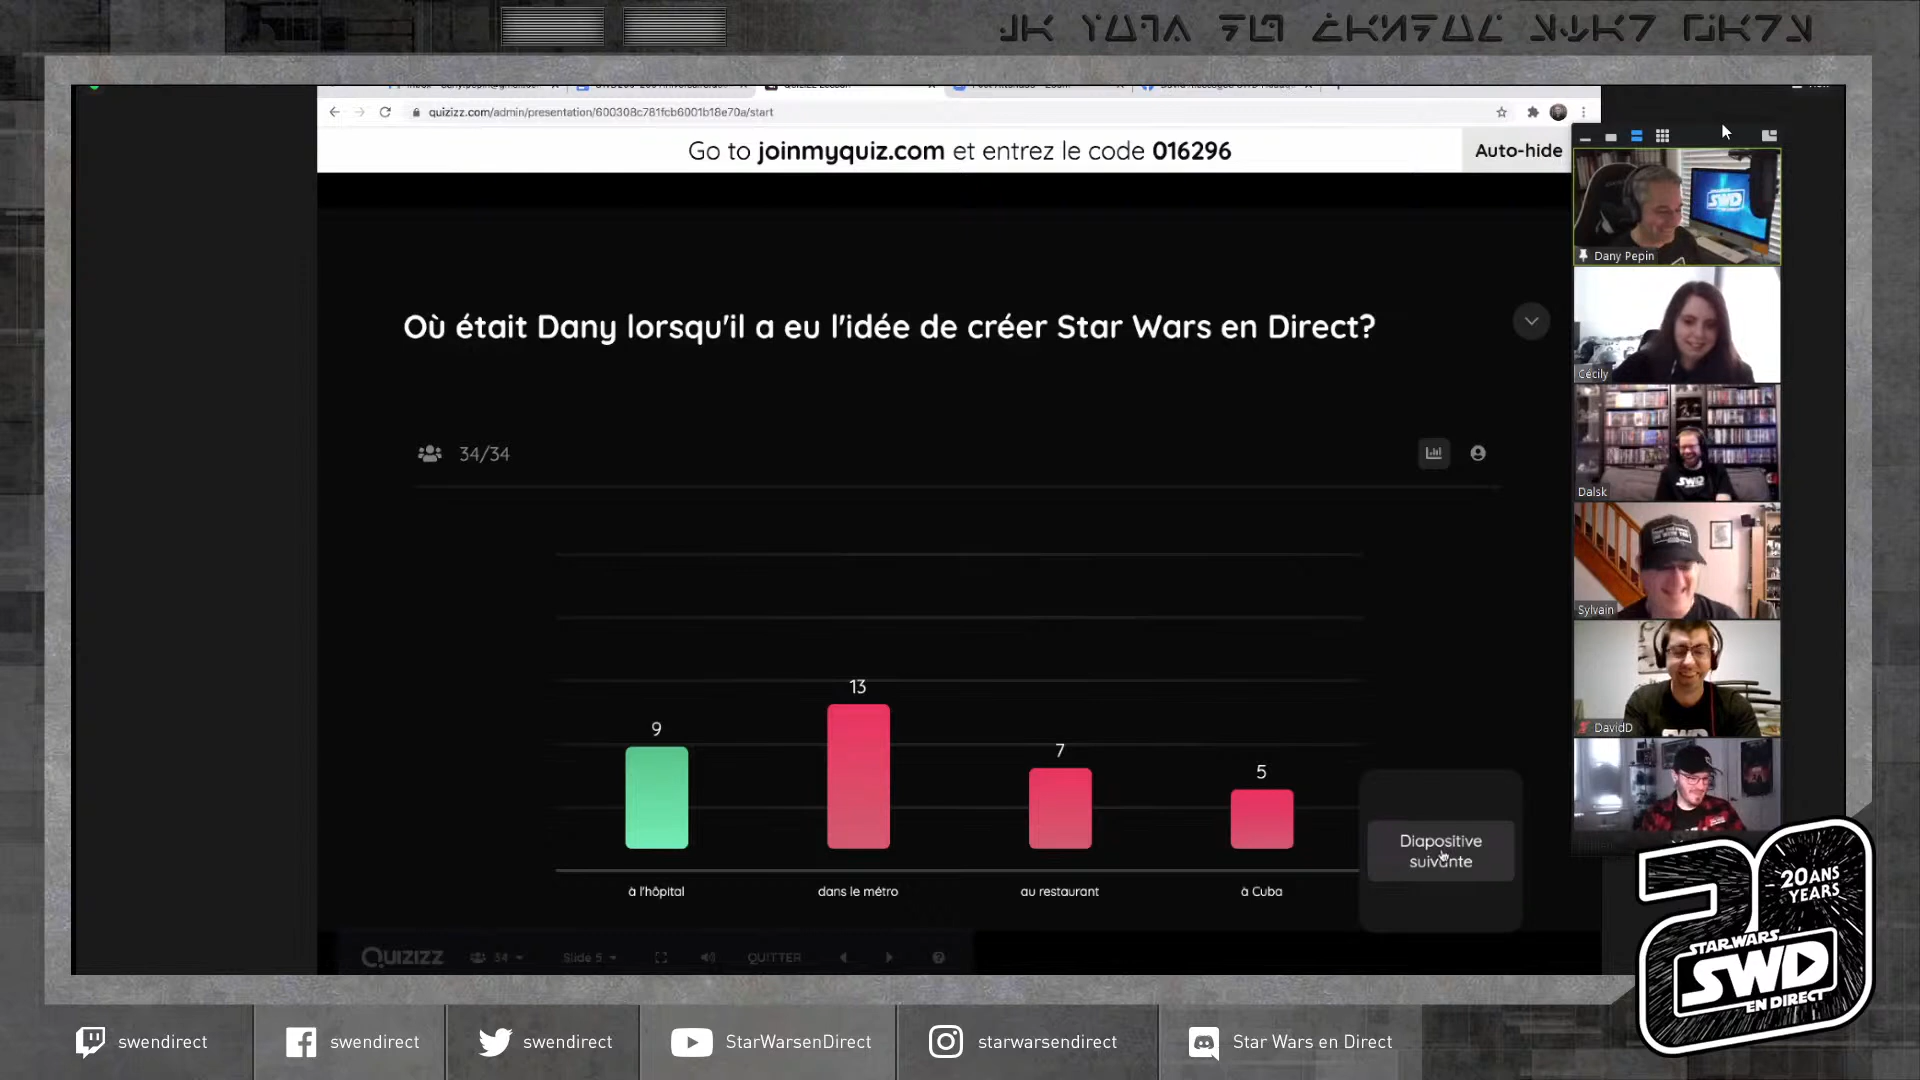 quizizz.com/admin/presentation/600308c781fcb6001b18e70a/start
Go to joinmyquiz.com et entrez le code 016296
Auto-hide
Où était Dany lorsqu'il a eu l'idée de créer Star Wars en Direct?
34/34
9
13
7
5
à l'hôpital
dans le métro
au restaurant
à Cuba
Diapositive
suivante
Quizizz
34
Slide 5
QUITTER
SWD
Dany Pepin
Cécily
SWD
Dalsk
Sylvain
DavidD
20 ANS
YEARS
STAR WARS
SWD
EN DIRECT
swendirect
swendirect
swendirect
StarWarsenDirect
starwarsendirect
Star Wars en Direct